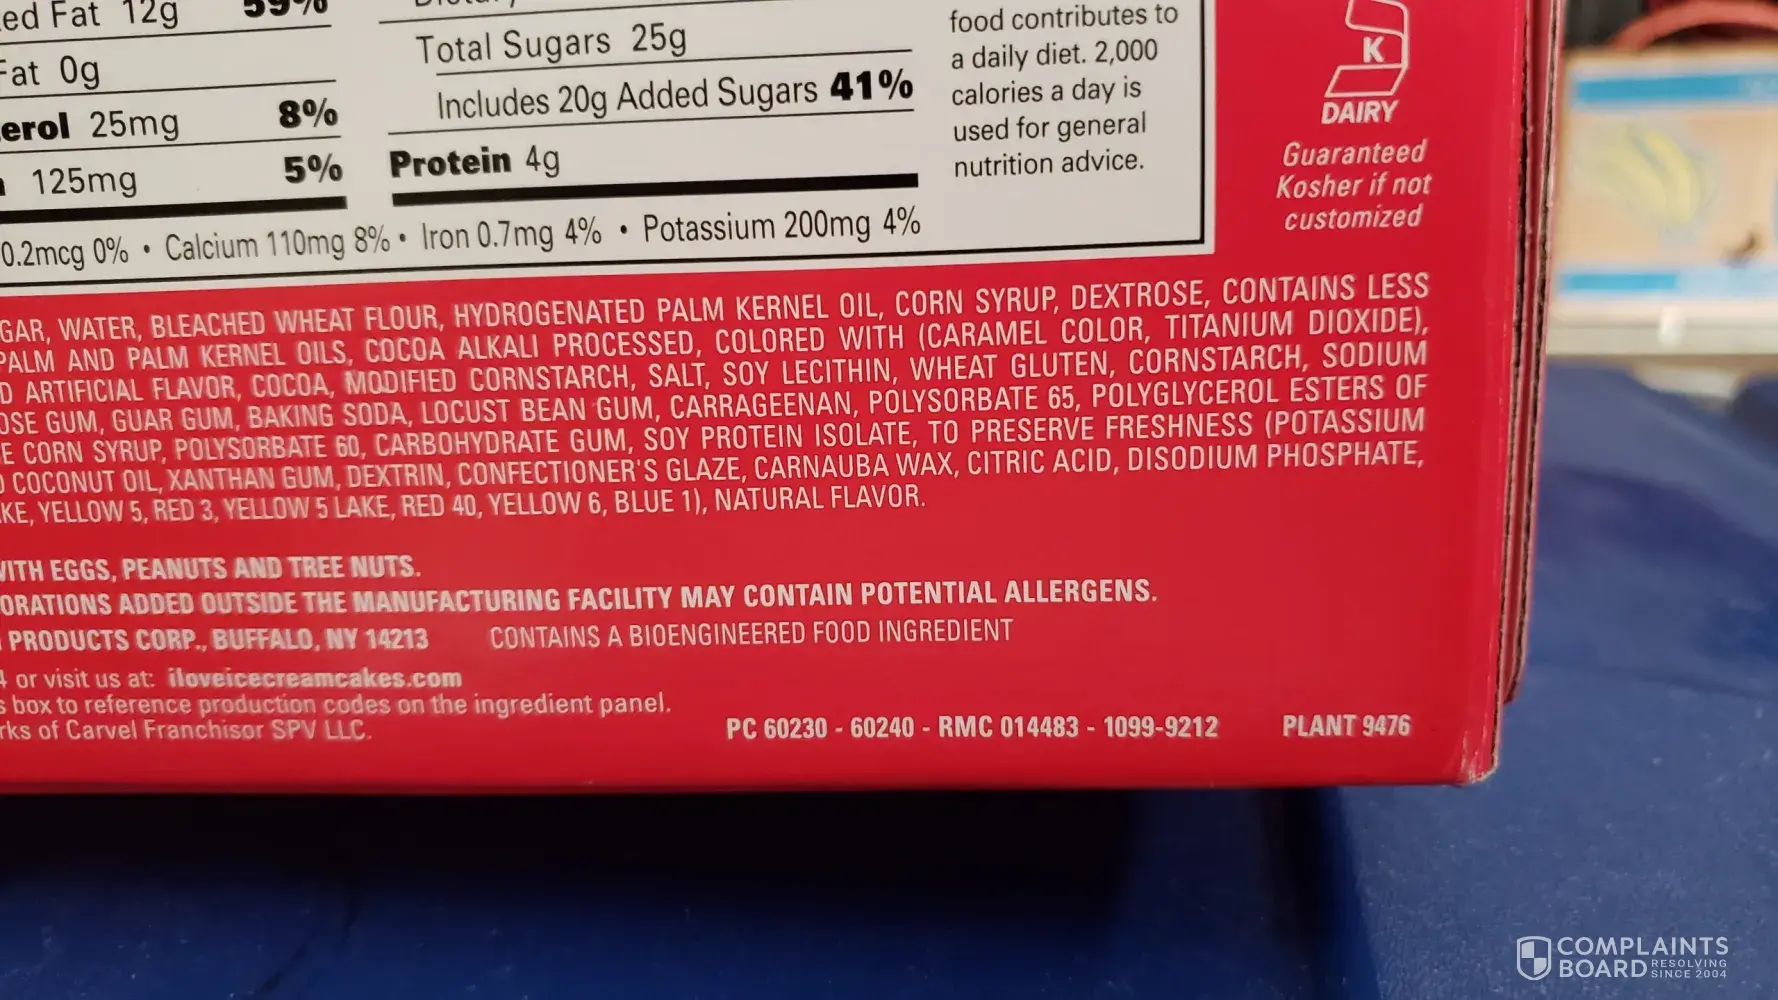 ed Fat 12g 59%
Fat 0g
erol 25mg 8%
125mg 5%
Total Sugars 25g
Includes 20g Added Sugars 41%
Protein 4g
food contributes to
a daily diet. 2,000
calories a day is
used for general
nutrition advice.
0.2mcg 0% • Calcium 110mg 8% • Iron 0.7mg 4% • Potassium 200mg 4%
K
DAIRY
Guaranteed
Kosher if not
customized
GAR, WATER, BLEACHED WHEAT FLOUR, HYDROGENATED PALM KERNEL OIL, CORN SYRUP, DEXTROSE, CONTAINS LESS
PALM AND PALM KERNEL OILS, COCOA ALKALI PROCESSED, COLORED WITH (CARAMEL COLOR, TITANIUM DIOXIDE),
D ARTIFICIAL FLAVOR, COCOA, MODIFIED CORNSTARCH, SALT, SOY LECITHIN, WHEAT GLUTEN, CORNSTARCH, SODIUM
OSE GUM, GUAR GUM, BAKING SODA, LOCUST BEAN GUM, CARRAGEENAN, POLYSORBATE 65, POLYGLYCEROL ESTERS OF
E CORN SYRUP, POLYSORBATE 60, CARBOHYDRATE GUM, SOY PROTEIN ISOLATE, TO PRESERVE FRESHNESS (POTASSIUM
D COCONUT OIL, XANTHAN GUM, DEXTRIN, CONFECTIONER'S GLAZE, CARNAUBA WAX, CITRIC ACID, DISODIUM PHOSPHATE,
KE, YELLOW 5, RED 3, YELLOW 5 LAKE, RED 40, YELLOW 6, BLUE 1), NATURAL FLAVOR.
WITH EGGS, PEANUTS AND TREE NUTS.
ORATIONS ADDED OUTSIDE THE MANUFACTURING FACILITY MAY CONTAIN POTENTIAL ALLERGENS.
PRODUCTS CORP., BUFFALO, NY 14213 CONTAINS A BIOENGINEERED FOOD INGREDIENT
4 or visit us at: iloveicecreamcakes.com
s box to reference production codes on the ingredient panel.
rks of Carvel Franchisor SPV LLC.
PC 60230 - 60240 - RMC 014483 - 1099-9212 PLANT 9476
COMPLAINTS
BOARD RESOLVING SINCE 2004